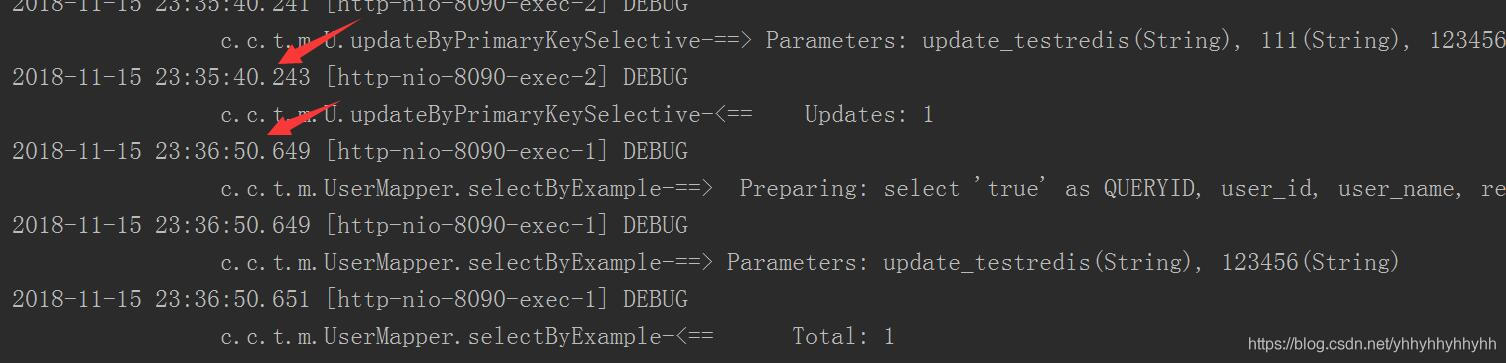 2018-11-15 23:35:40.241 [http-nio-8090-exec-2] DEBUG
c.c.t.m.U.updateByPrimaryKeySelective-==> Parameters: update_testredis(String), 111(String), 123456
2018-11-15 23:35:40.243 [http-nio-8090-exec-2] DEBUG
c.c.t.m.U.updateByPrimaryKeySelective-<== Updates: 1
2018-11-15 23:36:50.649 [http-nio-8090-exec-1] DEBUG
c.c.t.m.UserMapper.selectByExample-==> Preparing: select 'true' as QUERYID, user_id, user_name, re
2018-11-15 23:36:50.649 [http-nio-8090-exec-1] DEBUG
c.c.t.m.UserMapper.selectByExample-==> Parameters: update_testredis(String), 123456(String)
2018-11-15 23:36:50.651 [http-nio-8090-exec-1] DEBUG
c.c.t.m.UserMapper.selectByExample-<== Total: 1
https://blog.csdn.net/yhhyhhyhhyhh